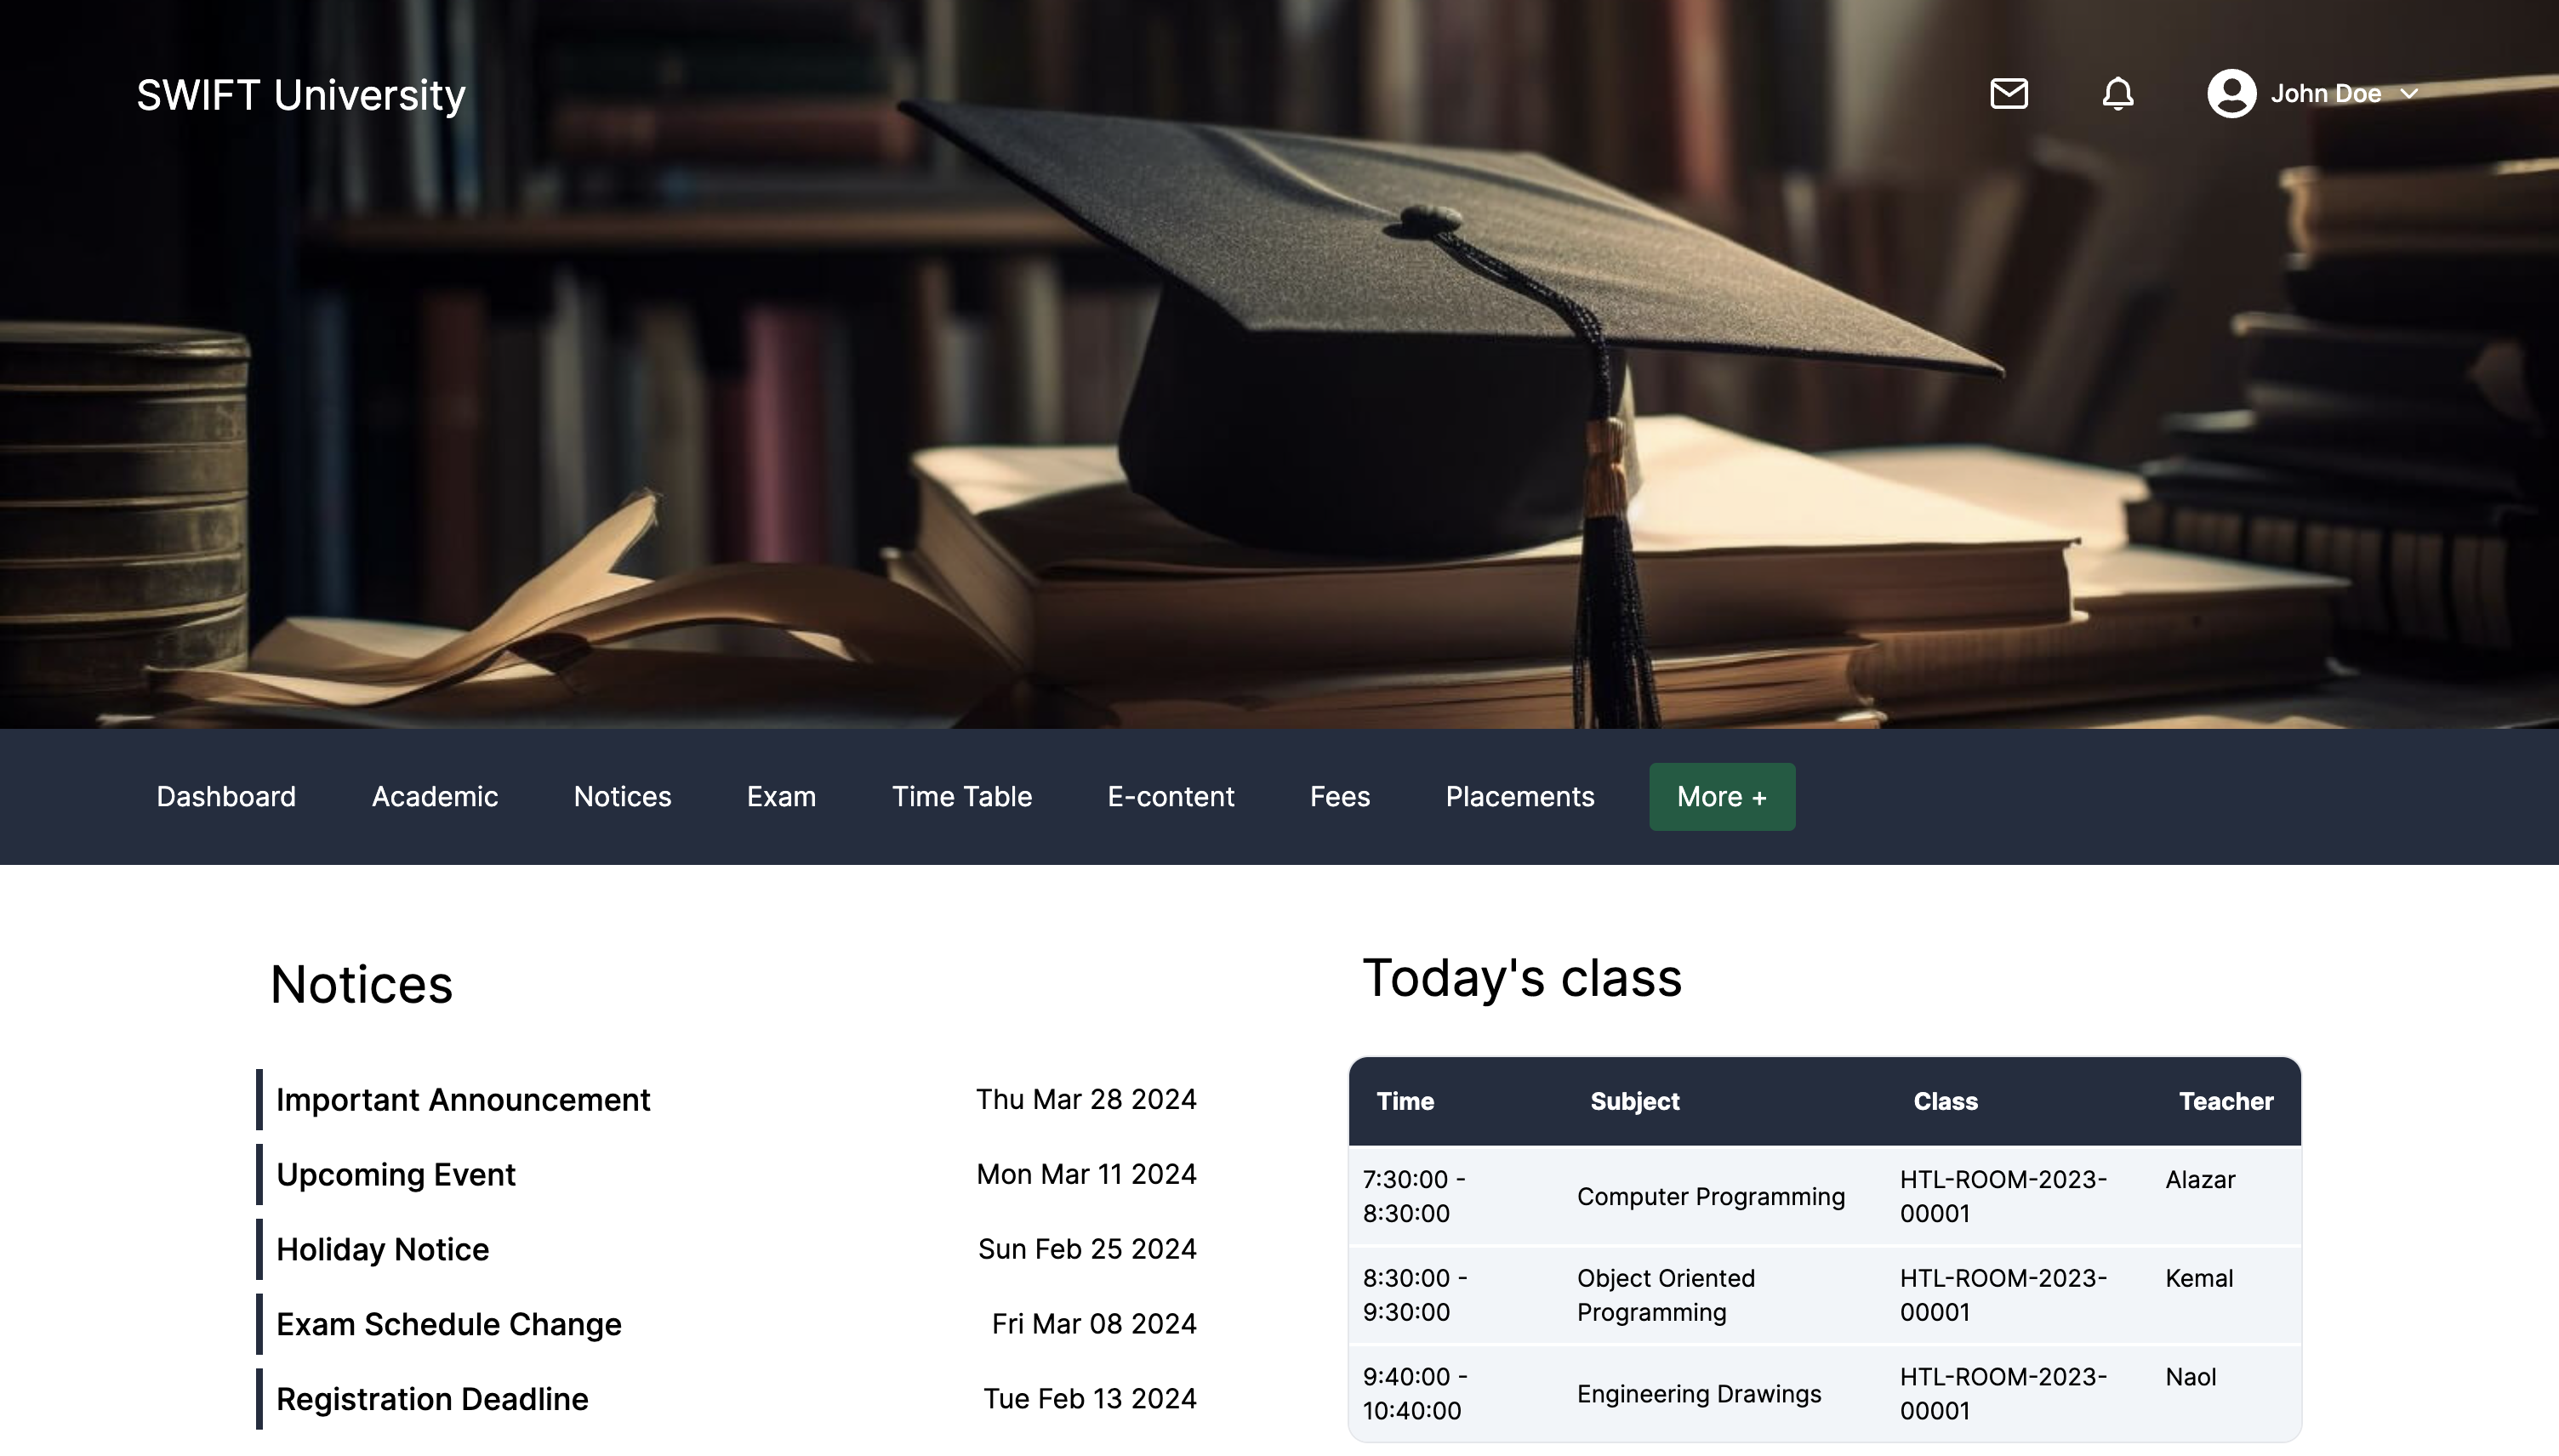 SWIFT University
John Doe
Dashboard Academic Notices Exam Time Table E-content Fees Placements More +
Notices
Important Announcement Thu Mar 28 2024
Upcoming Event Mon Mar 11 2024
Holiday Notice Sun Feb 25 2024
Exam Schedule Change Fri Mar 08 2024
Registration Deadline Tue Feb 13 2024
Today's class
Time Subject Class Teacher
7:30:00 -
8:30:00
Computer Programming
HTL-ROOM-2023-
00001
Alazar
8:30:00 -
9:30:00
Object Oriented
Programming
HTL-ROOM-2023-
00001
Kemal
9:40:00 -
10:40:00
Engineering Drawings
HTL-ROOM-2023-
00001
Naol